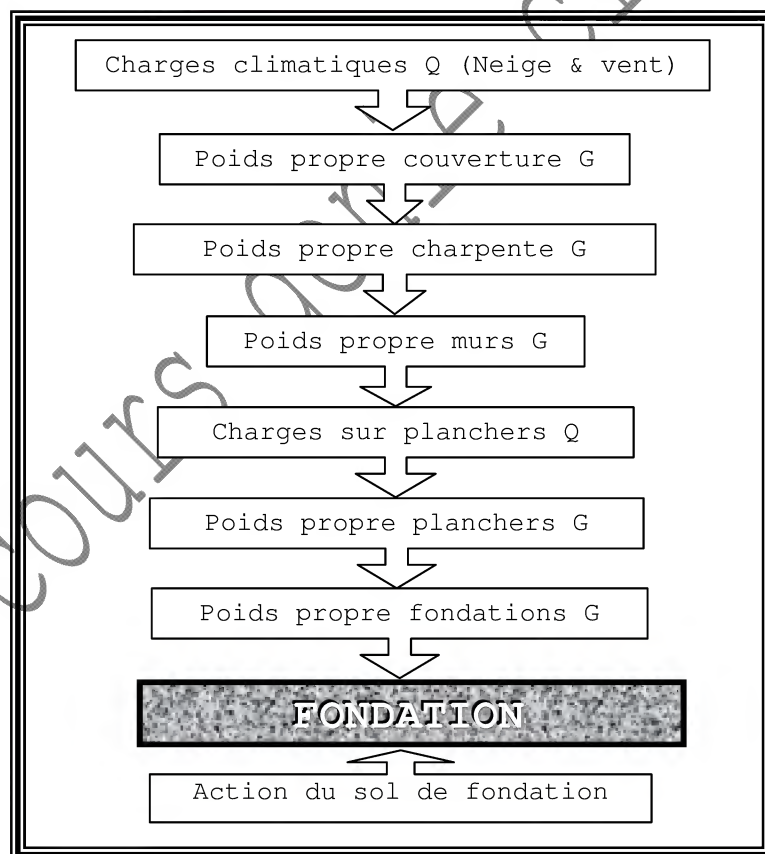 Charges climatiques Q (Neige & vent)
Poids propre couverture G
Poids propre charpente G
Poids propre murs G
Charges sur planchers Q
Poids propre planchers G
Poids propre fondations G
FONDATION
Action du sol de fondation
cours